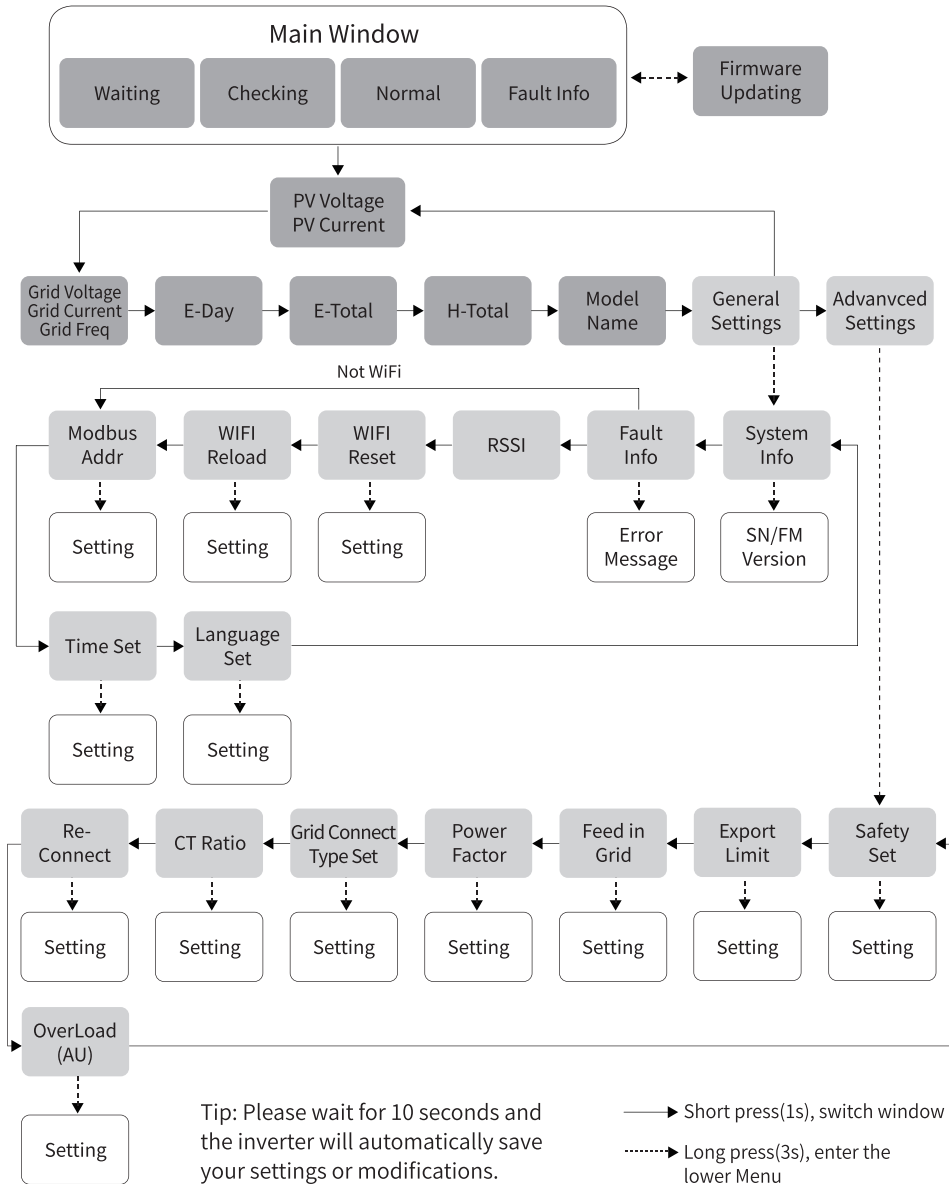 Main Window
Waiting
Checking
Normal
Fault Info
Firmware
Updating
PV Voltage
PV Current
Grid Voltage
Grid Current
Grid Freq
E-Day
E-Total
H-Total
Model
Name
General
Settings
Advanvced
Settings
Not WiFi
Modbus
Addr
WIFI
Reload
WIFI
Reset
RSSI
Fault
Info
System
Info
Setting
Setting
Setting
Error
Message
SN/FM
Version
Time Set
Language
Set
Setting
Setting
Re-
Connect
CT Ratio
Grid Connect
Type Set
Power
Factor
Feed in
Grid
Export
Limit
Safety
Set
Setting
Setting
Setting
Setting
Setting
Setting
Setting
OverLoad
(AU)
Setting
Tip: Please wait for 10 seconds and
the inverter will automatically save
your settings or modifications.
Short press(1s), switch window
Long press(3s), enter the
lower Menu